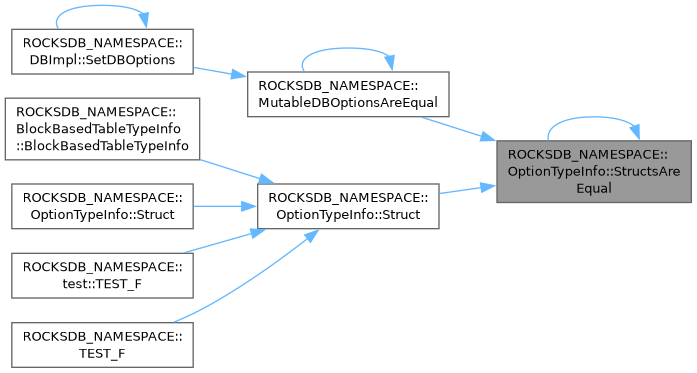 ROCKSDB_NAMESPACE::
DBImpl::SetDBOptions
ROCKSDB_NAMESPACE::
MutableDBOptionsAreEqual
ROCKSDB_NAMESPACE::
BlockBasedTableTypeInfo
::BlockBasedTableTypeInfo
ROCKSDB_NAMESPACE::
OptionTypeInfo::StructsAre
Equal
ROCKSDB_NAMESPACE::
OptionTypeInfo::Struct
ROCKSDB_NAMESPACE::
OptionTypeInfo::Struct
ROCKSDB_NAMESPACE::
test::TEST_F
ROCKSDB_NAMESPACE::
TEST_F